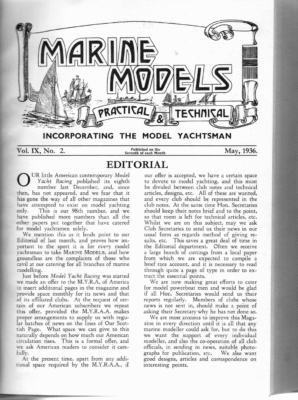 MARINE
MODELS
PRACTICAL & TECHNICAL
INCORPORATING THE MODEL YACHTSMAN
Vol. IX, No. 2.
Published on the
Seventh of each Month
May, 1936.
EDITORIAL
OUR little American contemporary Model
Yacht Racing published its eighth
number last December, and, since
then, has not appeared, and we fear that it
has gone the way of all other magazines that
have attempted to exist on model yachting
only. This is our 98th number, and we
have published more numbers than all the
other papers put together that have catered
for model yachtsmen solely.
We mention this as it lends point to our
Editorial of last month, and proves how im-
portant to the sport it is for every model
yachtsman to take MARINE MODELS, and how
groundless are the complaints of those who
cavil at our catering for all branches of marine
modelling.
Just before Model Yacht Racing was started
we made an offer to the M.Y.R.A. of America
to insert additional pages in the magazine and
provide space monthly for its news and that
of its affiliated clubs. At the request of cer-
tain of our American subscribers we repeat
this offer, provided the M.Y.R.A.A. makes
proper arrangements to supply us with regu-
lar batches of news on the lines of Our Scot-
tish Page. What space we can give to this
naturally depends on how much our American
circulation rises. This is a formal offer, and
we ask American readers to consider it care-
fully.
At the present time, apart from any addi-
tional space required by the M.Y.R.A.A., if
our offer is accepted, we have a certain space
to devote to model yachting, and this must
be divided between club notes and technical
articles, designs, etc. All of these are wanted,
and every club should be represented in the
club notes. At the same time Hon. Secretaries
should keep their notes brief and to the point,
so that room is left for technical articles, etc.
Whilst we are on this subject, may we ask
Club Secretaries to send us their news in our
usual form as regards method of giving re-
sults, etc. This saves a great deal of time in
the Editorial department. Often we receive
a large bunch of cuttings from a local paper
from which we are expected to compile a
brief race account, and it is necessary to read
through quite a page of type in order to ex-
tract the essential points.
We are now making great efforts to cater
for model powerboat men and would be glad
if all Hon. Secretaries would send us their
reports regularly. Members of clubs whose
news is not sent in, should make a point of
asking their Secretary why he has not done so.
We are most anxious to improve this Maga-
zine in every direction until it is all that any
marine modeller could ask for, but to do this
we want the support of every individual
modeller, and also the co-operation of all club
officials, in sending in news, suitable photo-
graphs for publication, etc. We also want
good designs, articles and correspondence on
interesting points.